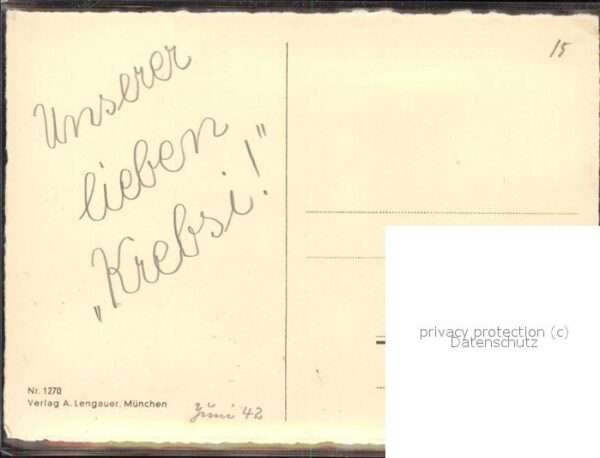 15
Unserer
lieben
„Krebsi!"
Nr. 1270
Verlag A. Lengauer, München
Juni 42
privacy protection (c)
Datenschutz